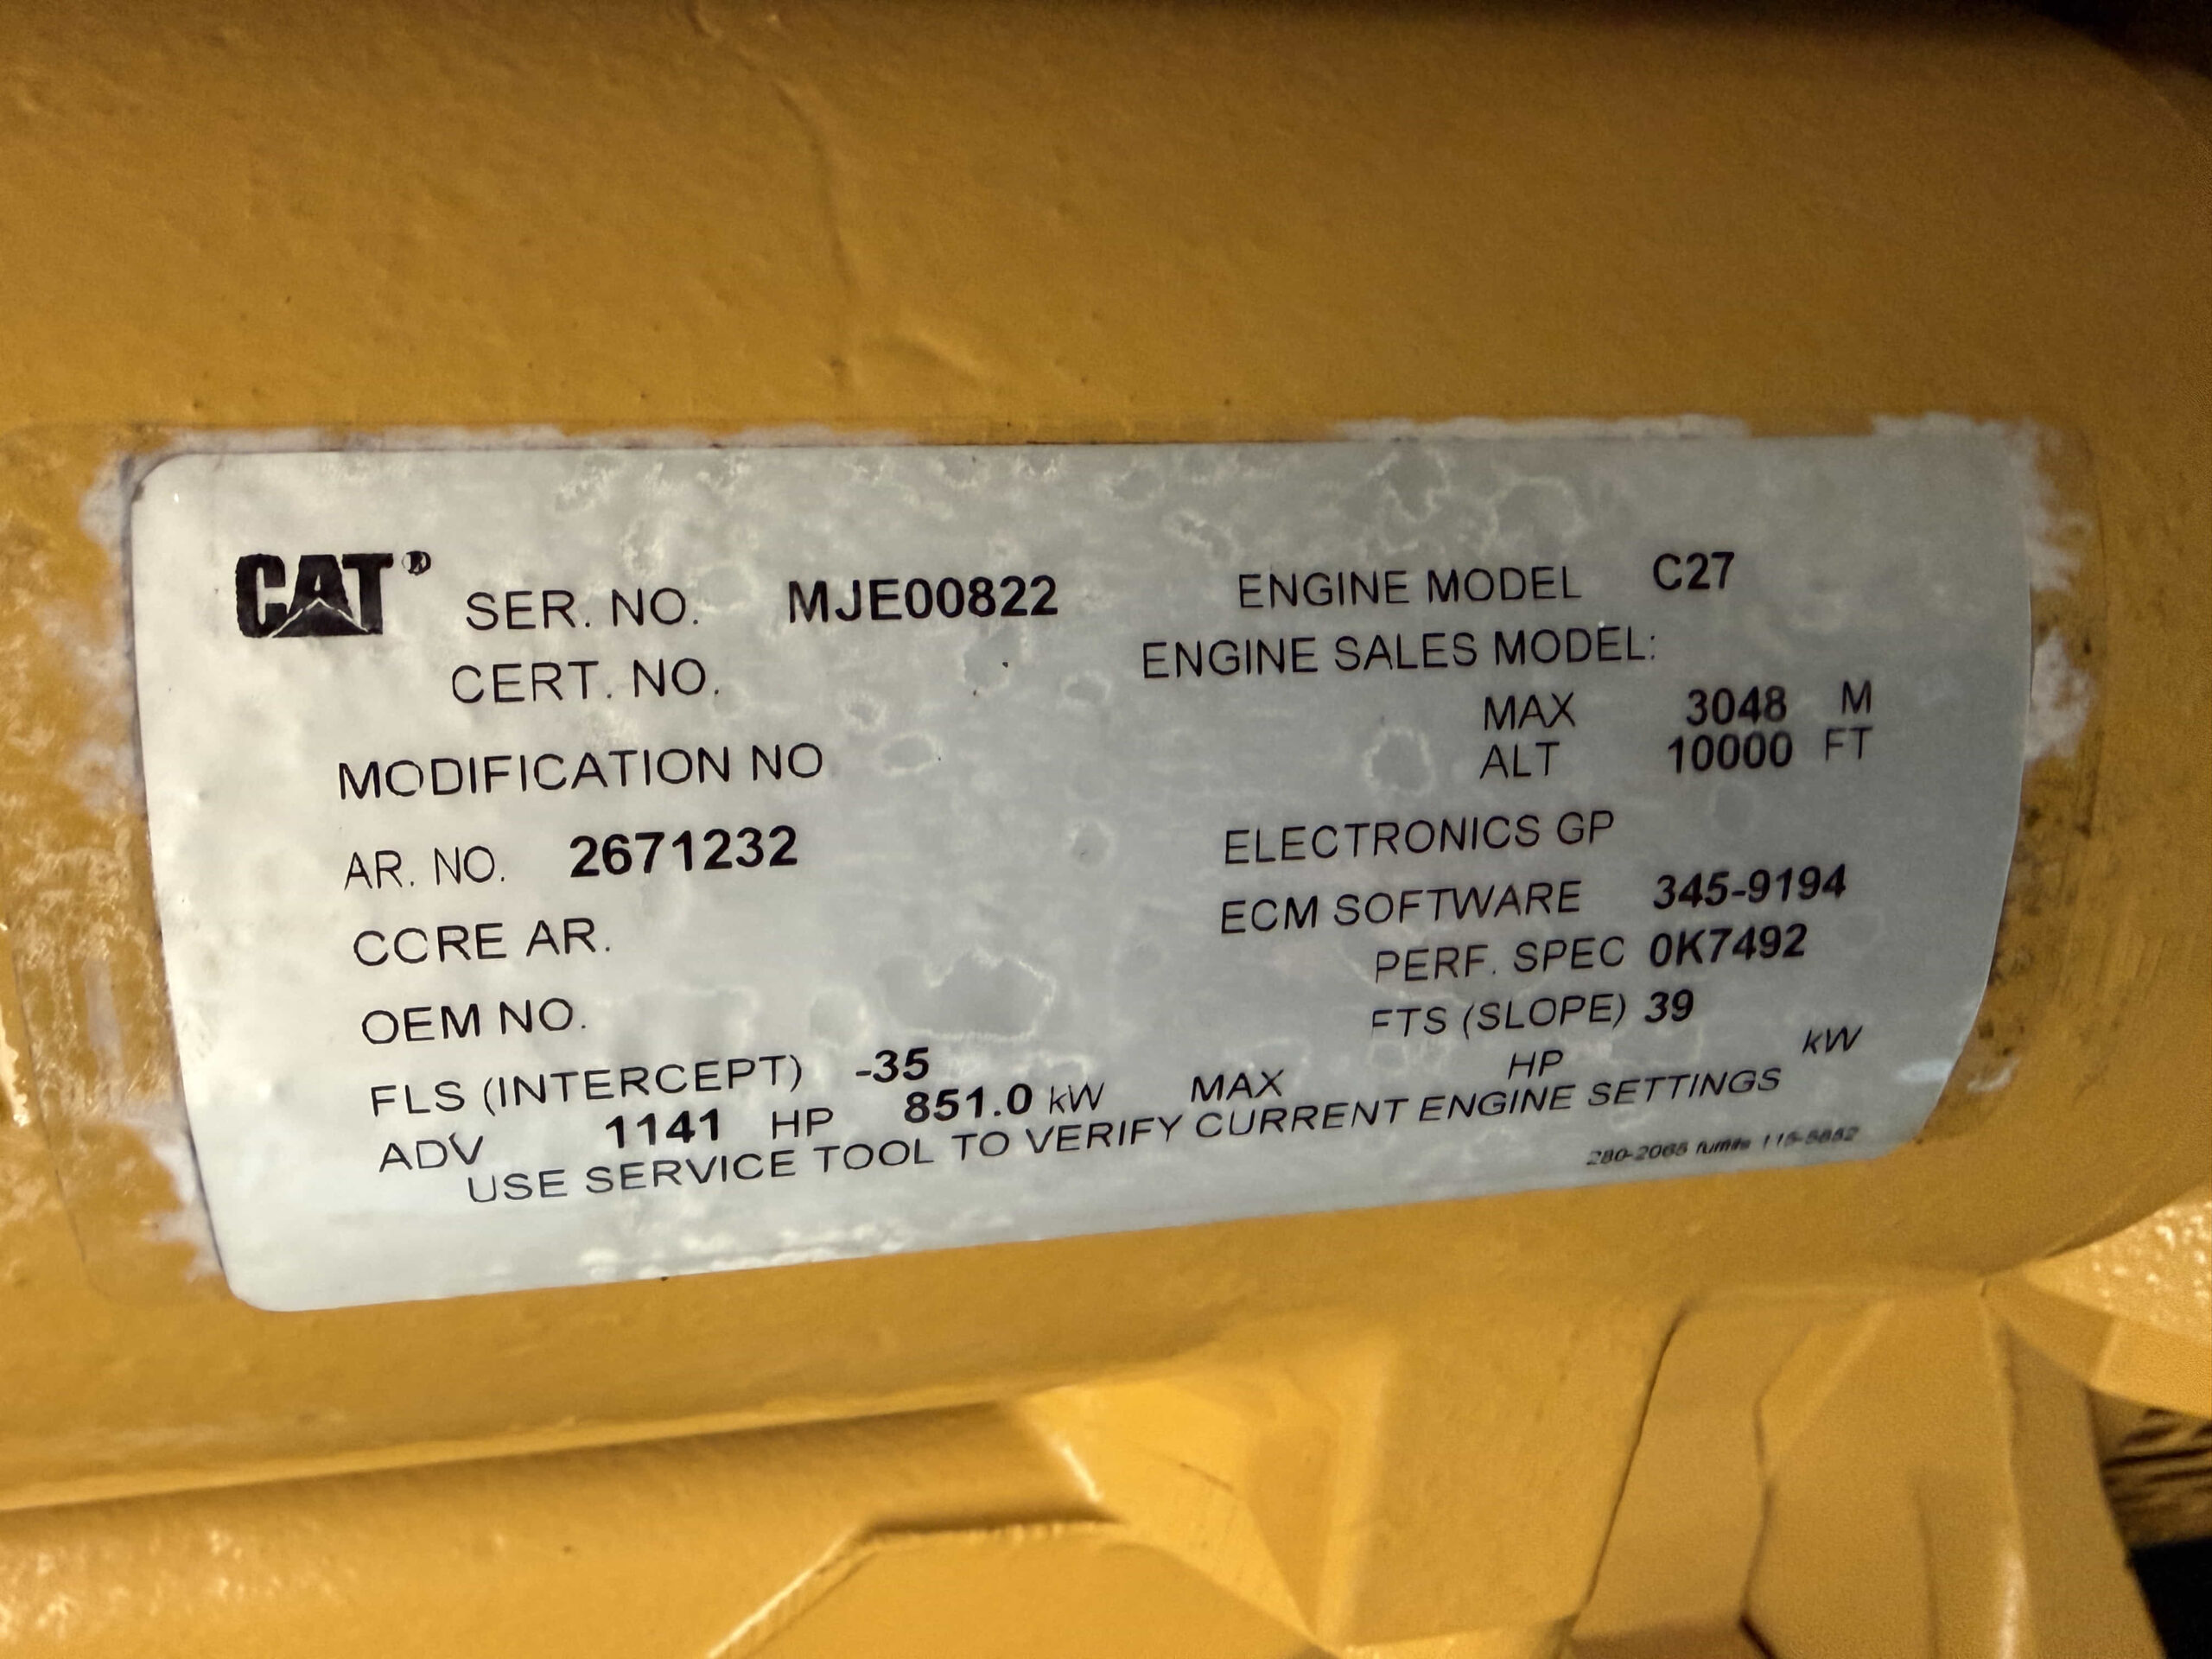 CAT® SER. NO. MJE00822 ENGINE MODEL C27
CERT. NO. ENGINE SALES MODEL:
MAX 3048 M
MODIFICATION NO ALT 10000 FT
AR. NO. 2671232 ELECTRONICS GP
CORE AR. ECM SOFTWARE 345-9194
PERF. SPEC 0K7492
OEM NO. FTS (SLOPE) 39
FLS (INTERCEPT) -35
ADV 1141 HP 851.0 kW MAX HP kW
USE SERVICE TOOL TO VERIFY CURRENT ENGINE SETTINGS
280-2065